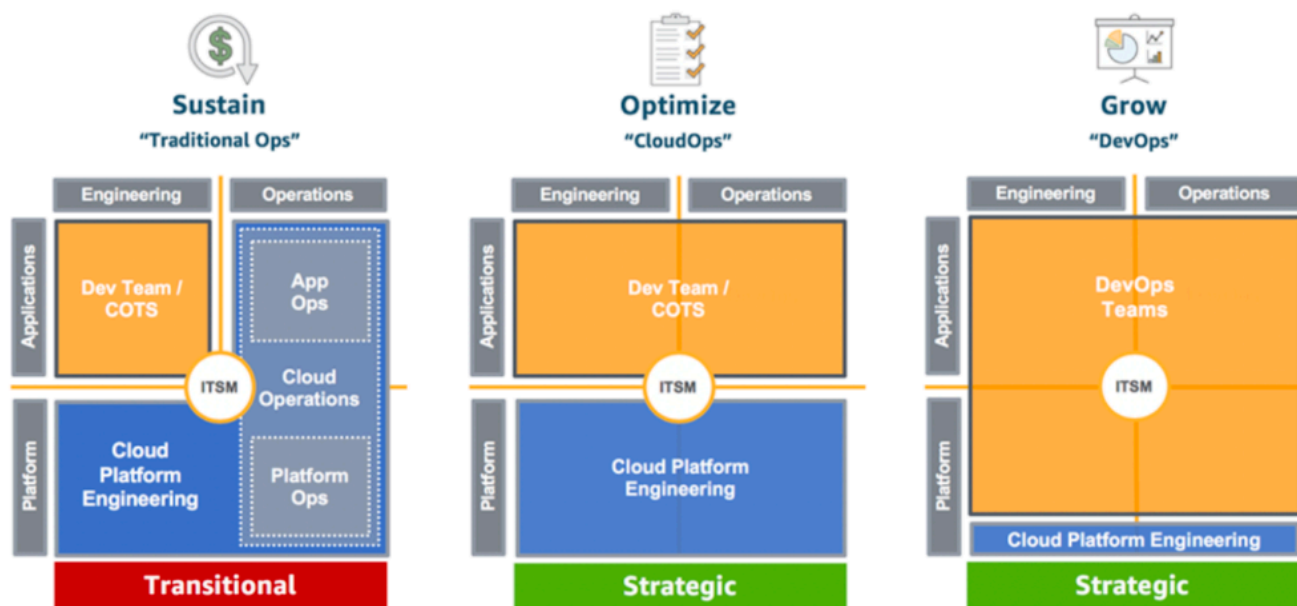 Sustain
“Traditional Ops”
Engineering
Operations
Applications
Dev Team /
COTS
App
Ops
ITSM
Cloud
Operations
Platform
Cloud
Platform
Engineering
Platform
Ops
Transitional
Optimize
“CloudOps”
Engineering
Operations
Applications
Dev Team /
COTS
ITSM
Platform
Cloud Platform
Engineering
Strategic
Grow
“DevOps”
Engineering
Operations
Applications
DevOps
Teams
ITSM
Platform
Cloud Platform Engineering
Strategic